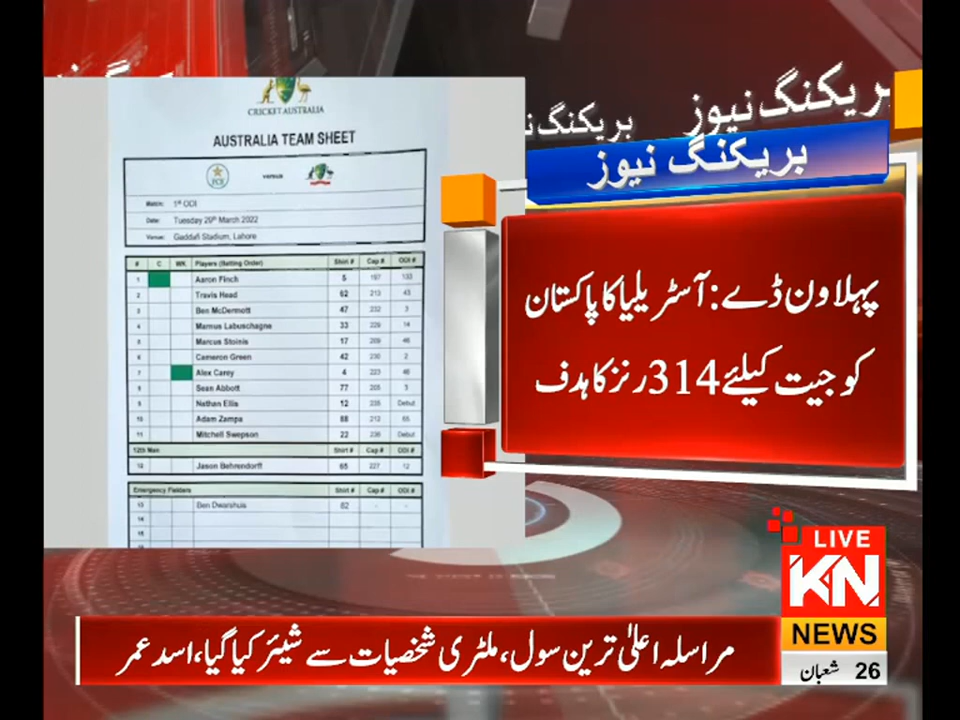 CRICKET AUSTRALIA
AUSTRALIA TEAM SHEET
PCB versus
Match: 1st ODI
Date: Tuesday 29th March 2022
Venue: Gaddafi Stadium, Lahore
# C WK Players (Batting Order) Shirt # Cap # ODI #
1 Aaron Finch 5 197 133
2 Travis Head 62 213 43
3 Ben McDermott 47 232 3
4 Marnus Labuschagne 33 229 14
5 Marcus Stoinis 17 209 46
6 Cameron Green 42 230 2
7 Alex Carey 4 223 46
8 Sean Abbott 77 205 3
9 Nathan Ellis 12 235 Debut
10 Adam Zampa 88 212 65
11 Mitchell Swepson 22 236 Debut
12th Man Shirt # Cap # ODI #
12 Jason Behrendorff 65 227 12
Emergency Fielders Shirt # Cap # ODI #
13 Ben Dwarshuis 82 - -
14
15
بریکنگ نیوز
بریکنگ نیوز
پہلا ون ڈے: آسٹریلیا کا پاکستان
کو جیت کیلئے 314 رنز کا ہدف
LIVE
KN
NEWS
26 شعبان
مراسلہ اعلیٰ ترین سول، ملٹری شخصیات سے شیئر کیا گیا، اسد عمر